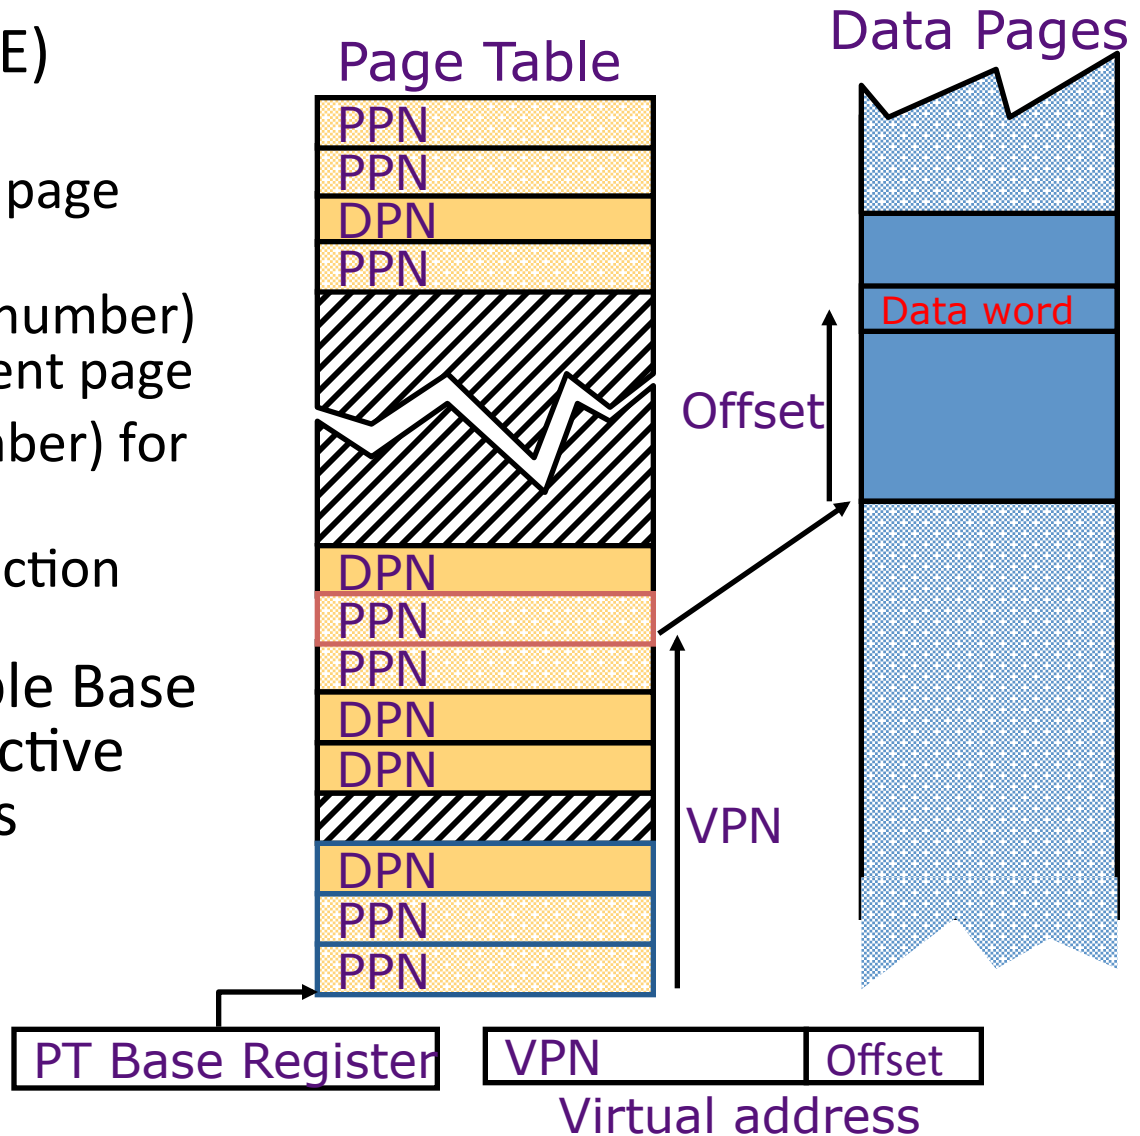 E)
page
number)
ent page
ber) for
ction
ole Base
ctive
s
Page Table
PPN
PPN
DPN
PPN
DPN
PPN
PPN
DPN
DPN
DPN
PPN
PPN
VPN
Offset
Data Pages
Data word
PT Base Register
VPN
Offset
Virtual address